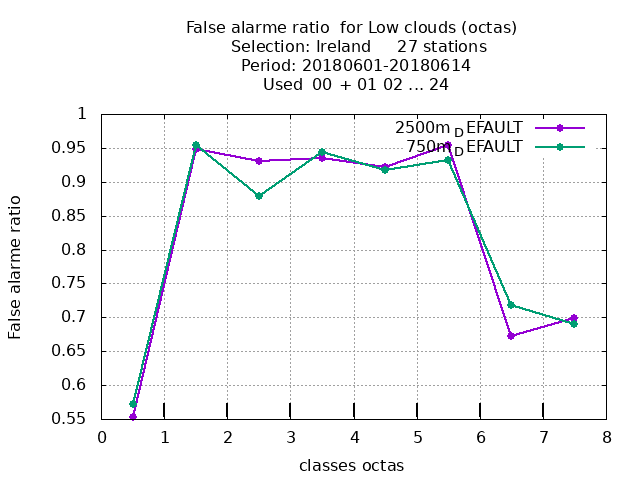 False alarme ratio  for Low clouds (octas)
Selection: Ireland     27 stations
Period: 20180601-20180614
Used  00  + 01 02 ... 24
1
0.95
0.9
0.85
0.8
0.75
0.7
0.65
0.6
0.55
2500m_DEFAULT
750m_DEFAULT
False alarme ratio
0 1 2 3 4 5 6 7 8
classes octas